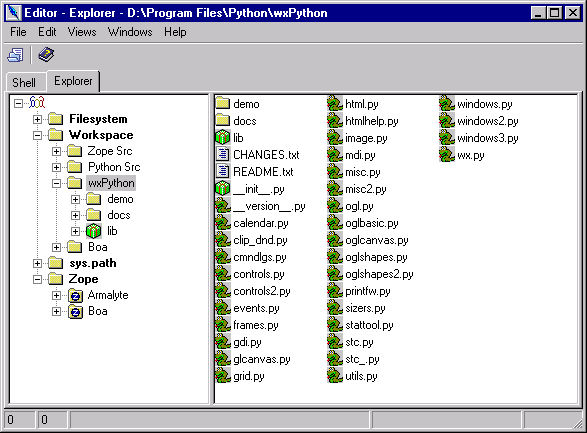 Editor - Explorer - D:\Program Files\Python\wxPython
File Edit Views Windows Help
Shell Explorer
Filesystem
Workspace
Zope Src
Python Src
wxPython
demo
docs
lib
Boa
sys.path
Zope
Armalyte
Boa
demo
docs
lib
CHANGES.txt
README.txt
__init__.py
__version__.py
calendar.py
clip_dnd.py
cmndlgs.py
controls.py
controls2.py
events.py
frames.py
gdi.py
glcanvas.py
grid.py
html.py
htmlhelp.py
image.py
mdi.py
misc.py
misc2.py
ogl.py
oglbasic.py
oglcanvas.py
oglshapes.py
oglshapes2.py
printfw.py
sizers.py
stattool.py
stc.py
stc_.py
utils.py
windows.py
windows2.py
windows3.py
wx.py
0 0